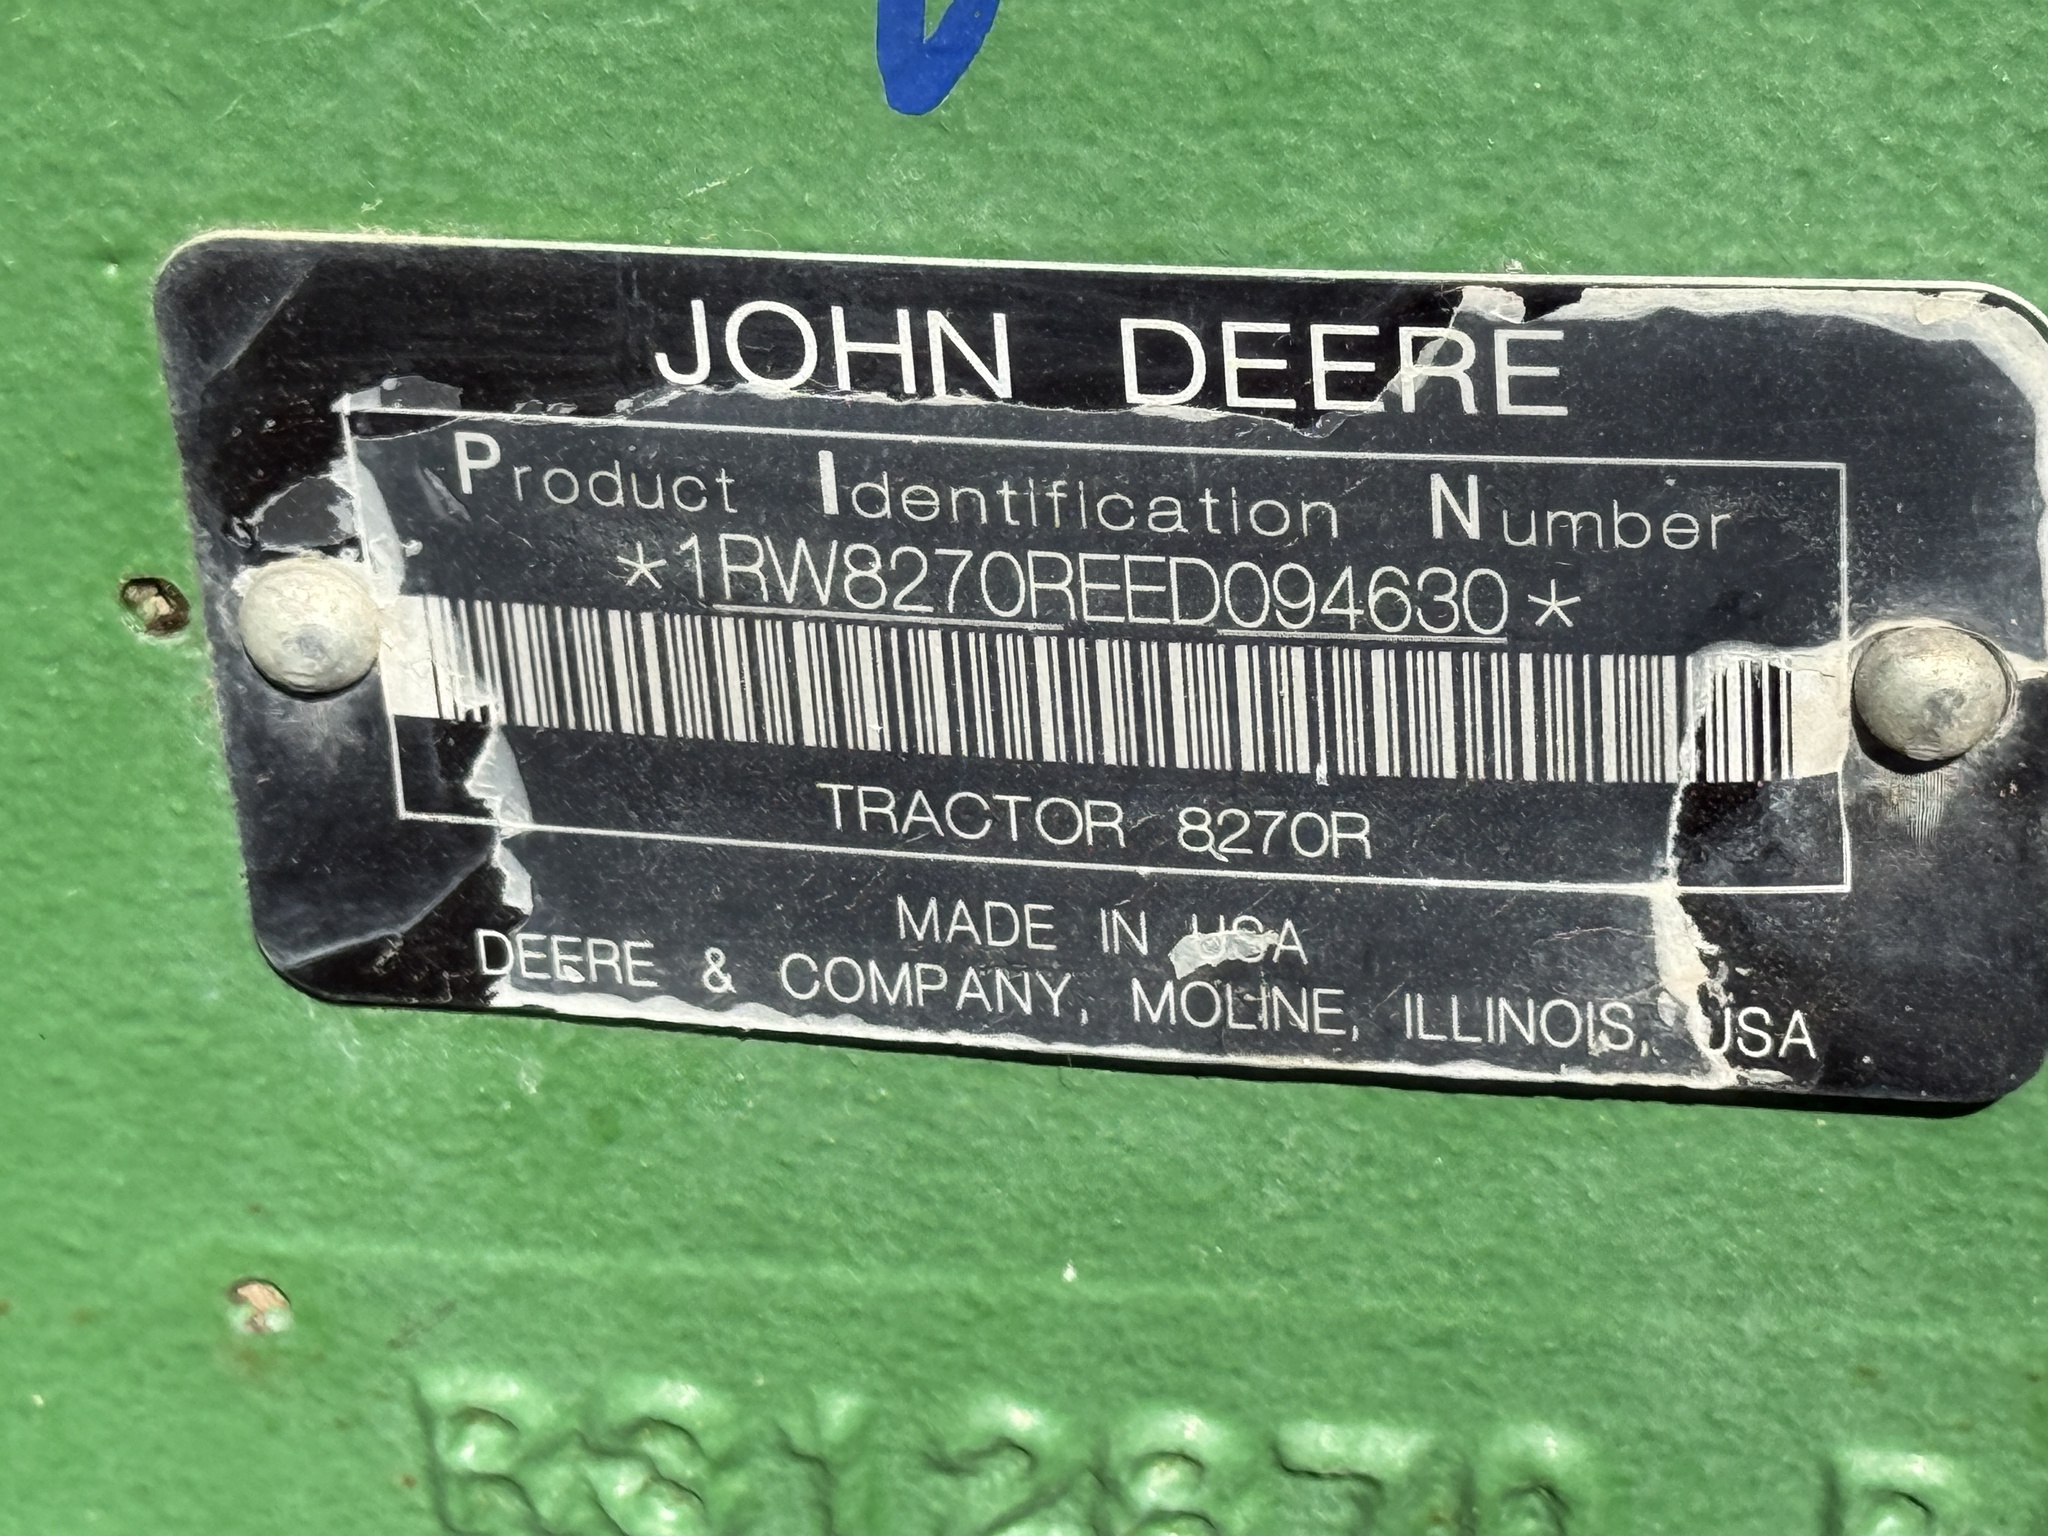 JOHN DEERE
Product Identification Number
*1RW8270REED094630*
TRACTOR 8270R
MADE IN USA
DEERE & COMPANY, MOLINE, ILLINOIS, USA